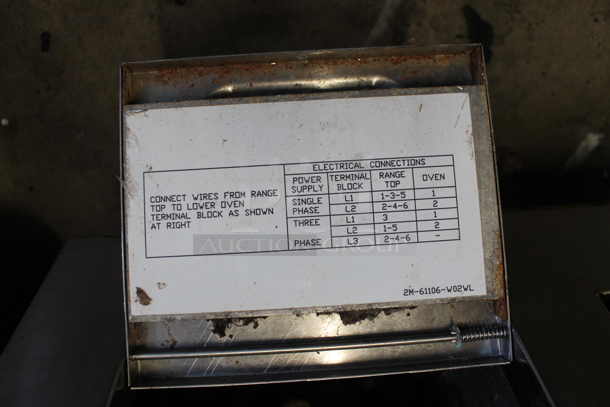 ELECTRICAL CONNECTIONS
CONNECT WIRES FROM RANGE
TOP TO LOWER OVEN
TERMINAL BLOCK AS SHOWN
AT RIGHT
POWER SUPPLY TERMINAL BLOCK RANGE TOP OVEN
SINGLE PHASE L1 1-3-5 1
L2 2-4-6 2
THREE PHASE L1 3 1
L2 1-5 2
L3 2-4-6 -
2M-61106-W02WL
AUCTION GROUP